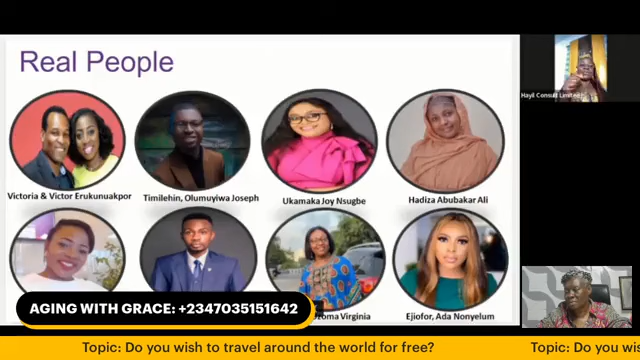 Real People
Hayil Consult Limited
Victoria & Victor Erukunuakpor
Timilehin, Olumuyiwa Joseph
Ukamaka Joy Nsugbe
Hadiza Abubakar Ali
AGING WITH GRACE: +2347035151642
Virginia
Ejiofor, Ada Nonyelum
Topic: Do you wish to travel around the world for free?
Topic: Do you wis